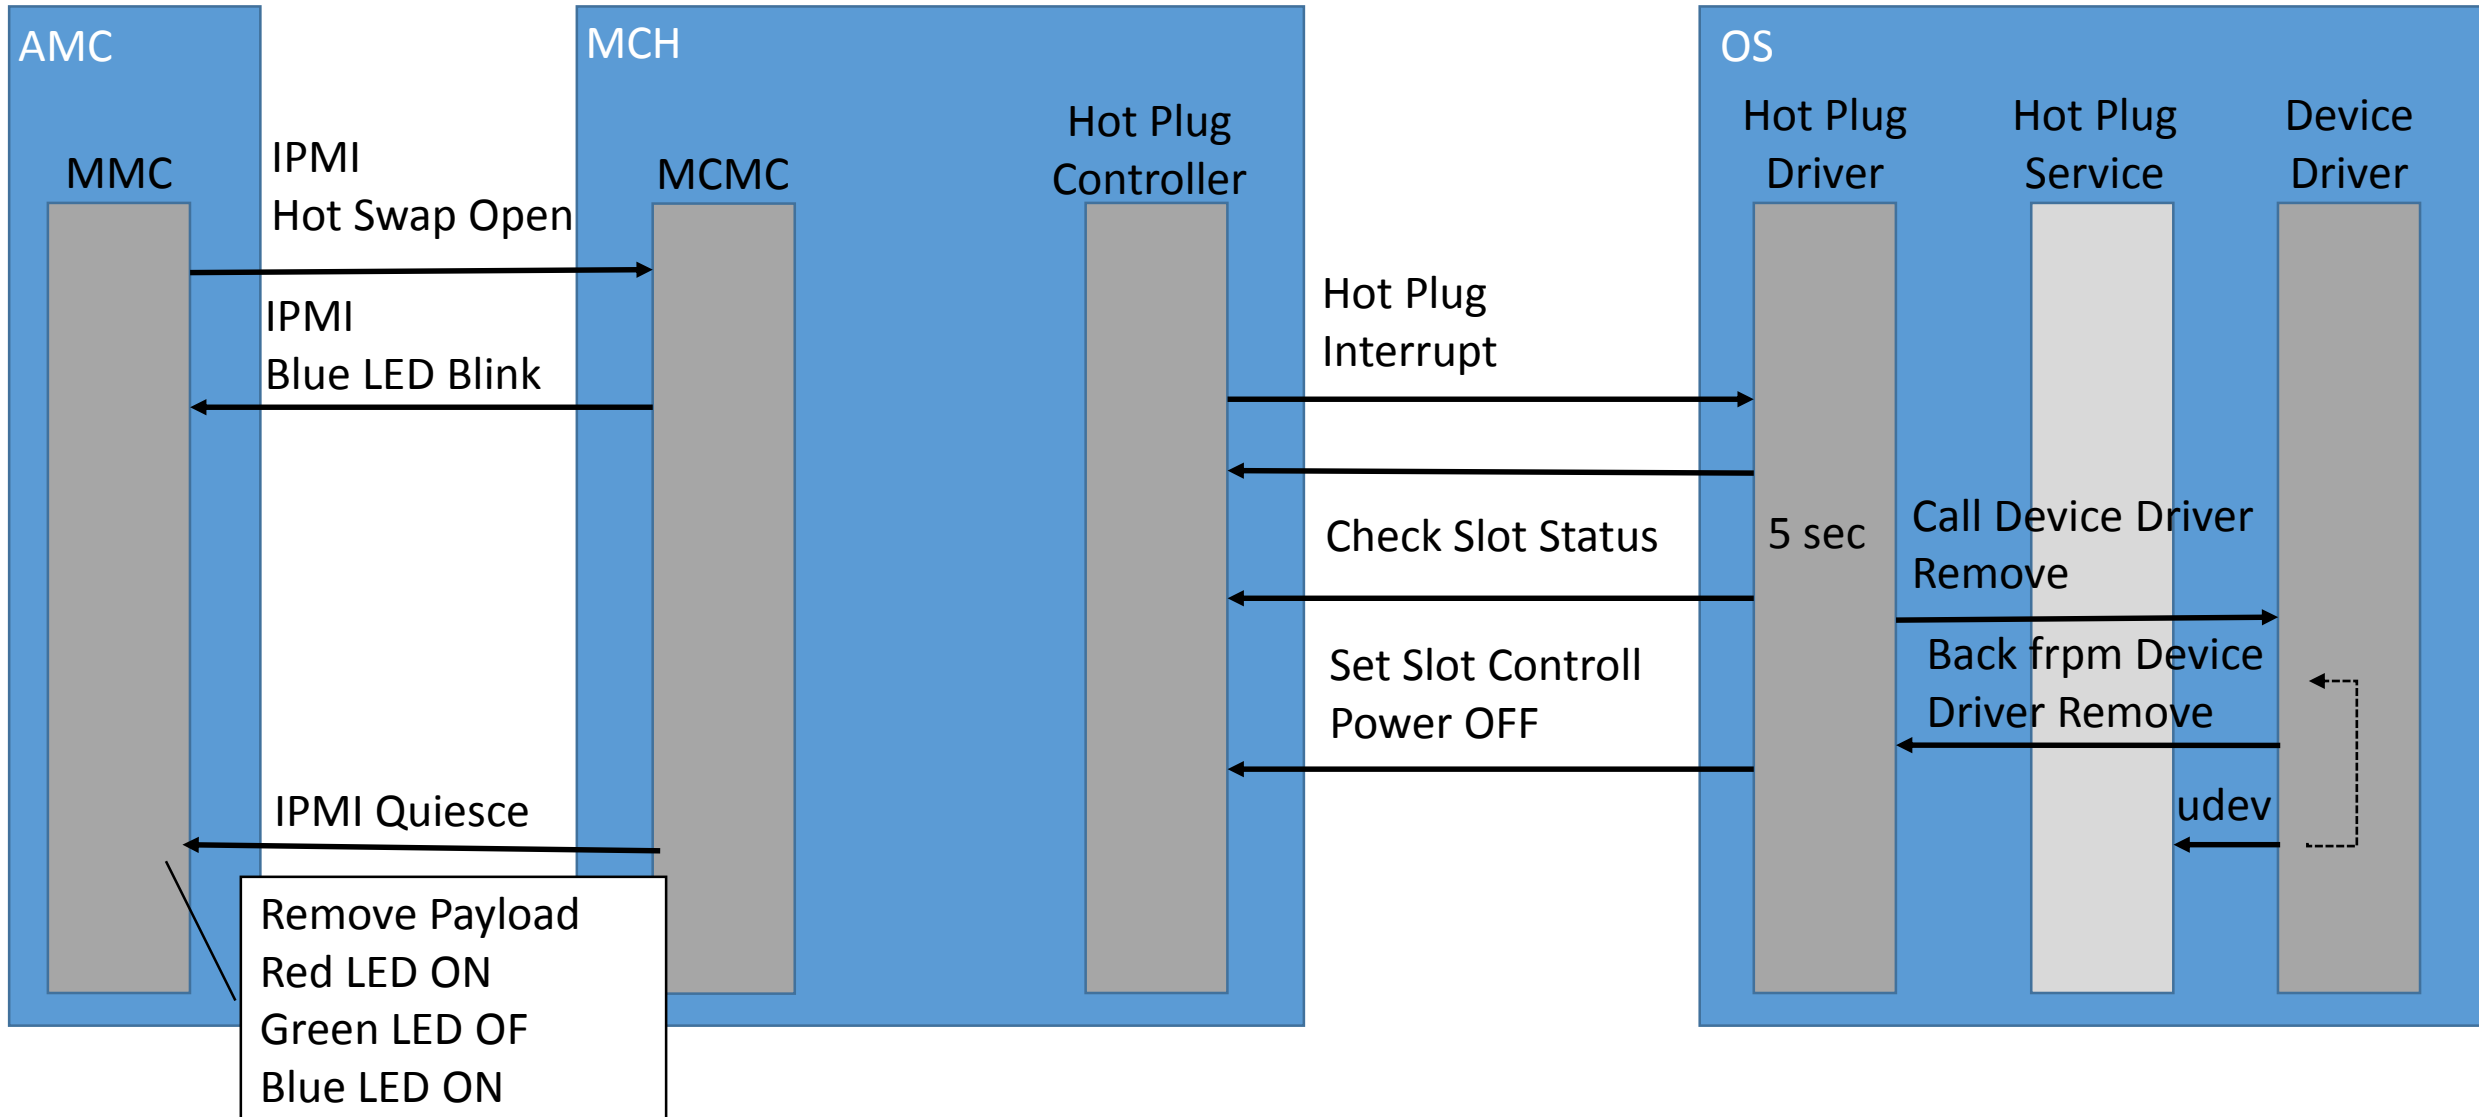 AMC
MCH
OS
MMC
IPMI
Hot Swap Open
MCMC
Hot Plug
Controller
Hot Plug
Driver
Hot Plug
Service
Device
Driver
IPMI
Blue LED Blink
Hot Plug
Interrupt
Check Slot Status
5 sec
Call Device Driver
Remove
Set Slot Controll
Power OFF
Back frpm Device
Driver Remove
udev
IPMI Quiesce
Remove Payload
Red LED ON
Green LED OF
Blue LED ON